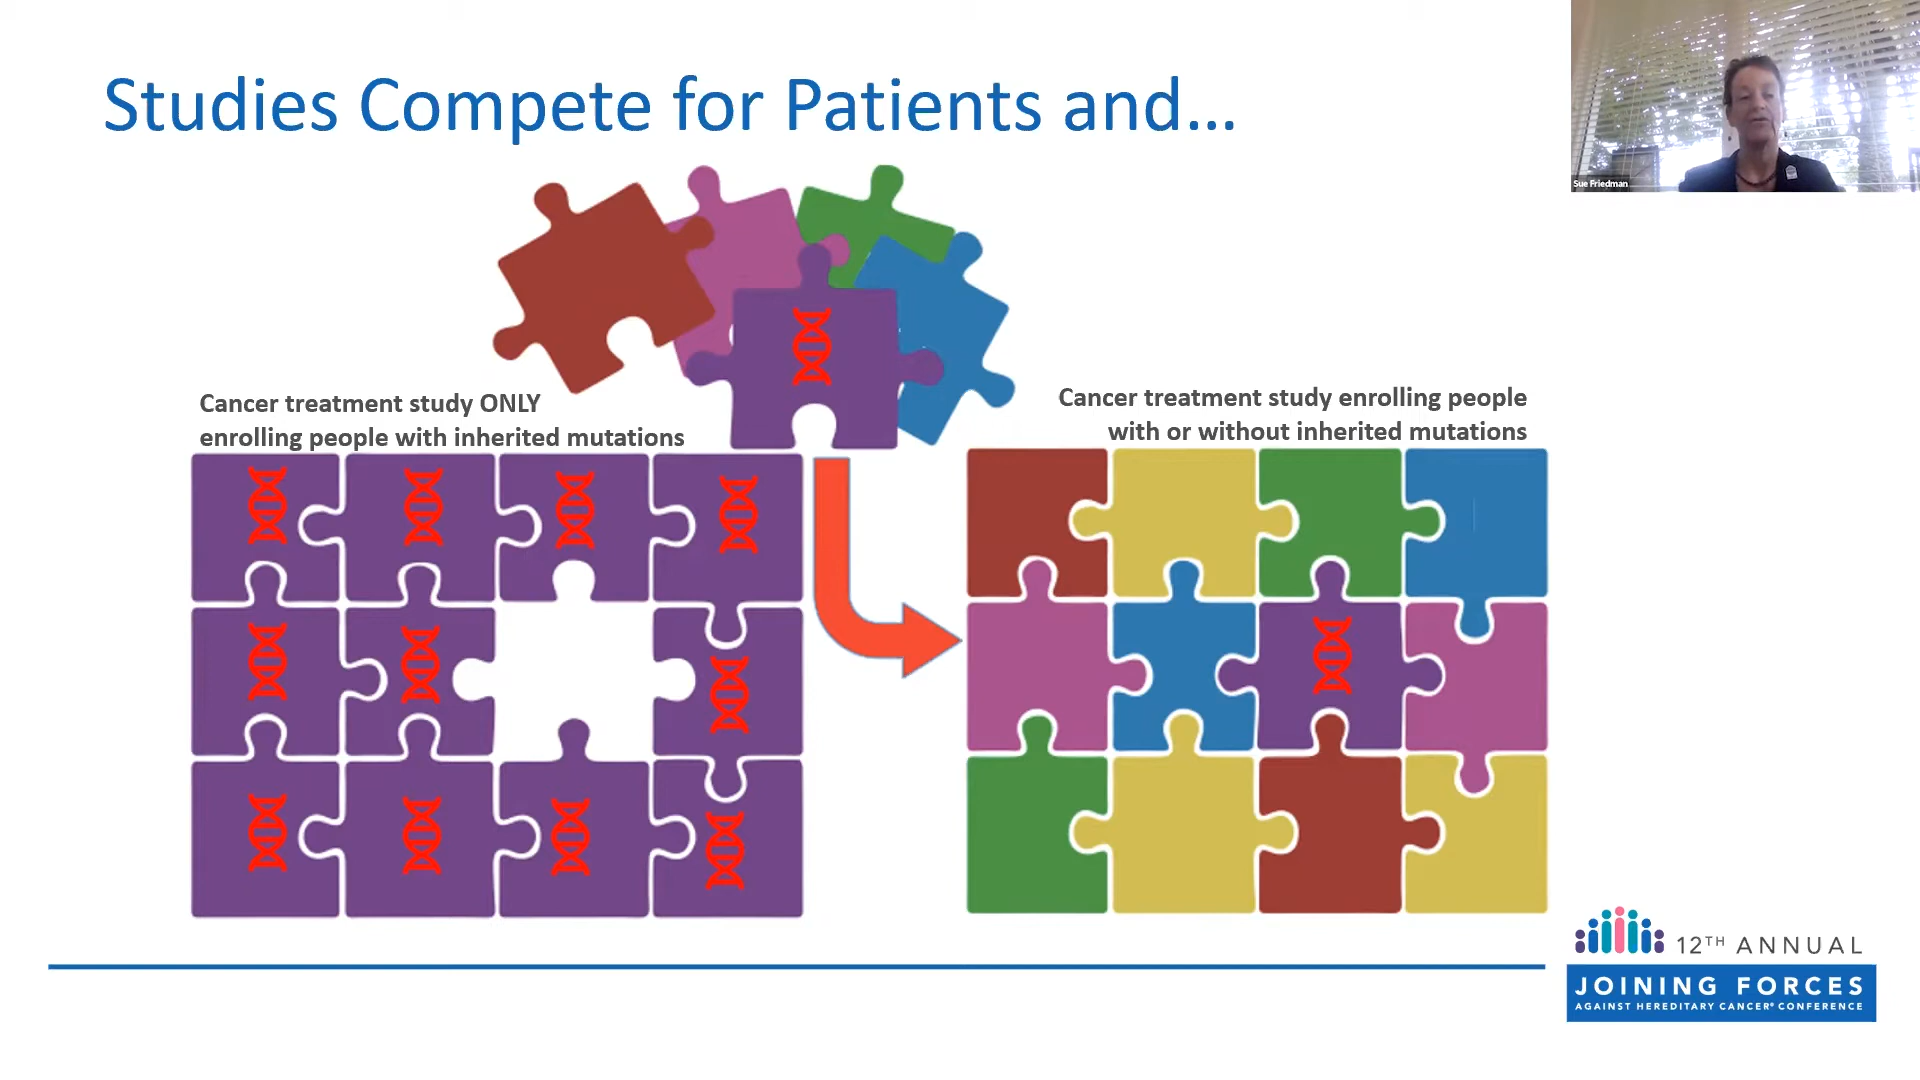 Studies Compete for Patients and...
Sue Friedman
Cancer treatment study ONLY
enrolling people with inherited mutations
Cancer treatment study enrolling people
with or without inherited mutations
12TH ANNUAL
JOINING FORCES
AGAINST HEREDITARY CANCER® CONFERENCE